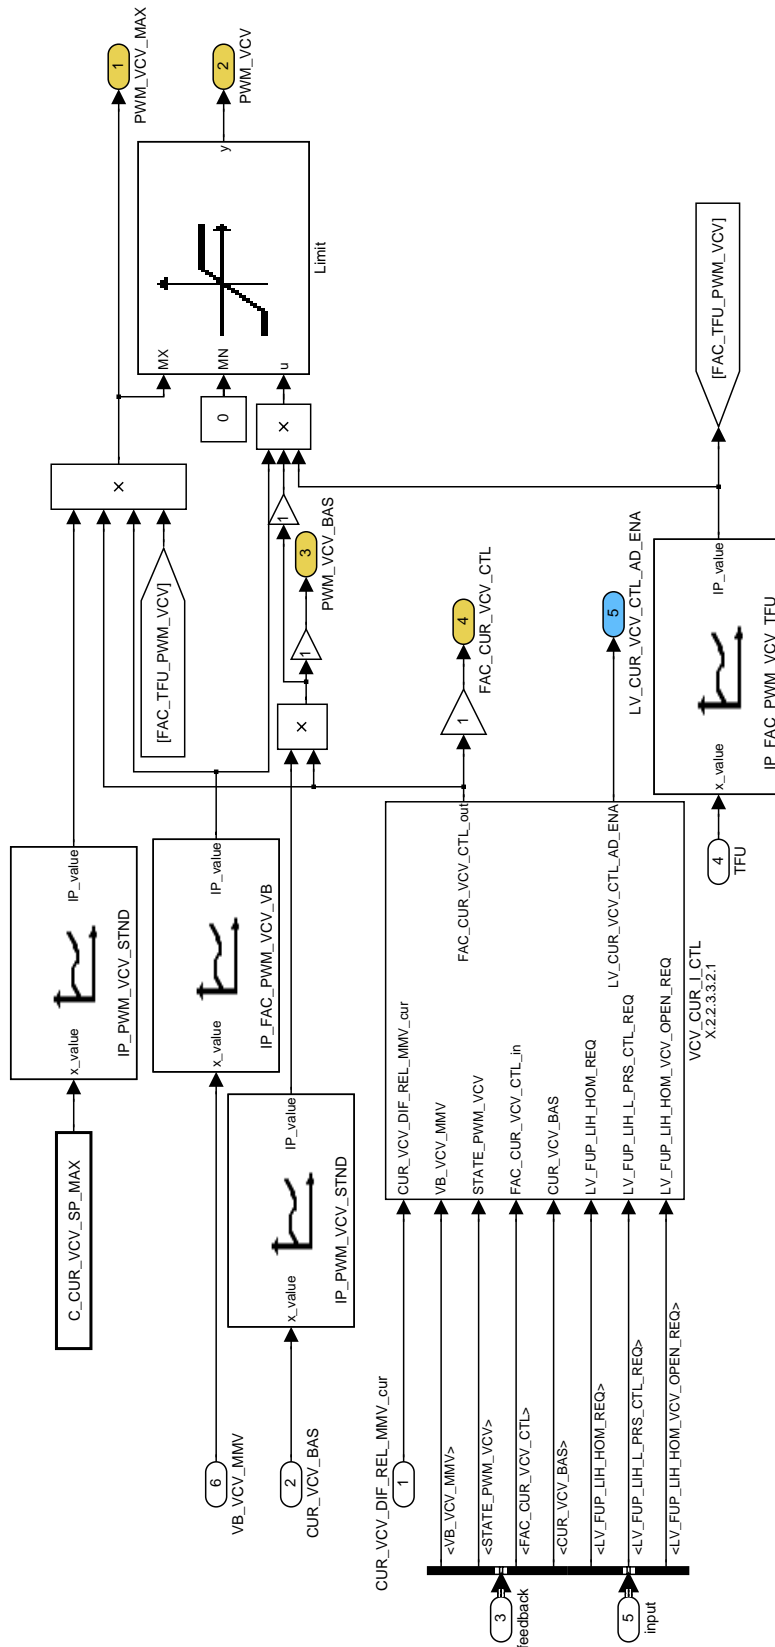 C_CUR_VCV_SP_MAX
x_value
IP_value
IP_PWM_VCV_STND
×
1
PWM_VCV_MAX
6
VB_VCV_MMV
x_value
IP_value
IP_FAC_PWM_VCV_VB
[FAC_TFU_PWM_VCV]
MX
MN
u
y
Limit
0
2
PWM_VCV
2
CUR_VCV_BAS
x_value
IP_value
IP_PWM_VCV_STND
×
1
3
PWM_VCV_BAS
1
×
1
CUR_VCV_DIF_REL_MMV_cur
<VB_VCV_MMV>
<STATE_PWM_VCV>
<FAC_CUR_VCV_CTL>
<CUR_VCV_BAS>
<LV_FUP_LIH_HOM_REQ>
<LV_FUP_LIH_L_PRS_CTL_REQ>
<LV_FUP_LIH_HOM_VCV_OPEN_REQ>
3
feedback
5
input
CUR_VCV_DIF_REL_MMV_cur
VB_VCV_MMV
STATE_PWM_VCV
FAC_CUR_VCV_CTL_in
CUR_VCV_BAS
LV_FUP_LIH_HOM_REQ
LV_FUP_LIH_L_PRS_CTL_REQ
LV_FUP_LIH_HOM_VCV_OPEN_REQ
FAC_CUR_VCV_CTL_out
LV_CUR_VCV_CTL_AD_ENA
VCV_CUR_I_CTL
X.2.2.3.3.2.1
1
4
FAC_CUR_VCV_CTL
5
LV_CUR_VCV_CTL_AD_ENA
4
TFU
x_value
IP_value
IP_FAC_PWM_VCV_TFU
[FAC_TFU_PWM_VCV]